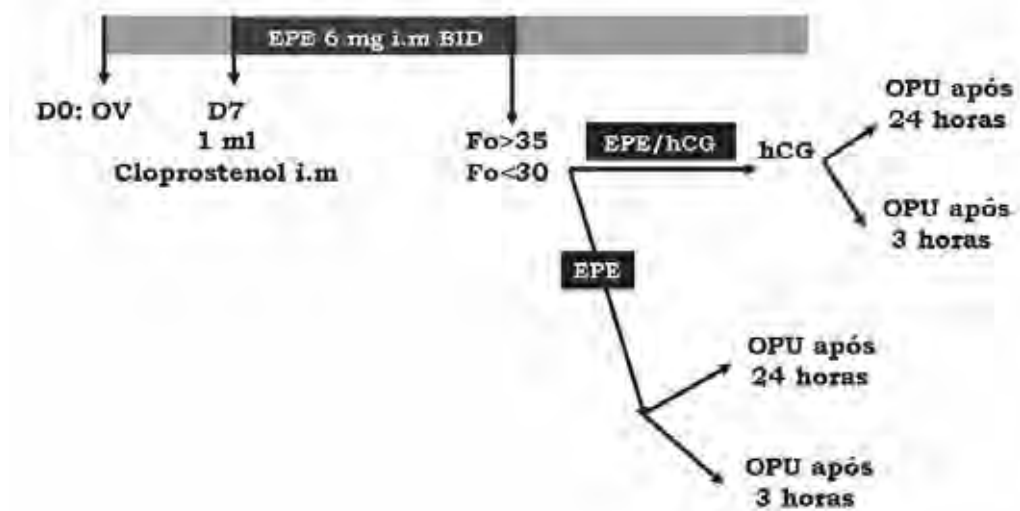 EPE 6 mg i.m BID
D0: OV
D7
1 ml
Cloprostenol i.m
Fo>35
Fo<30
EPE/hCG
hCG
OPU após
24 horas
OPU após
3 horas
EPE
OPU após
24 horas
OPU após
3 horas